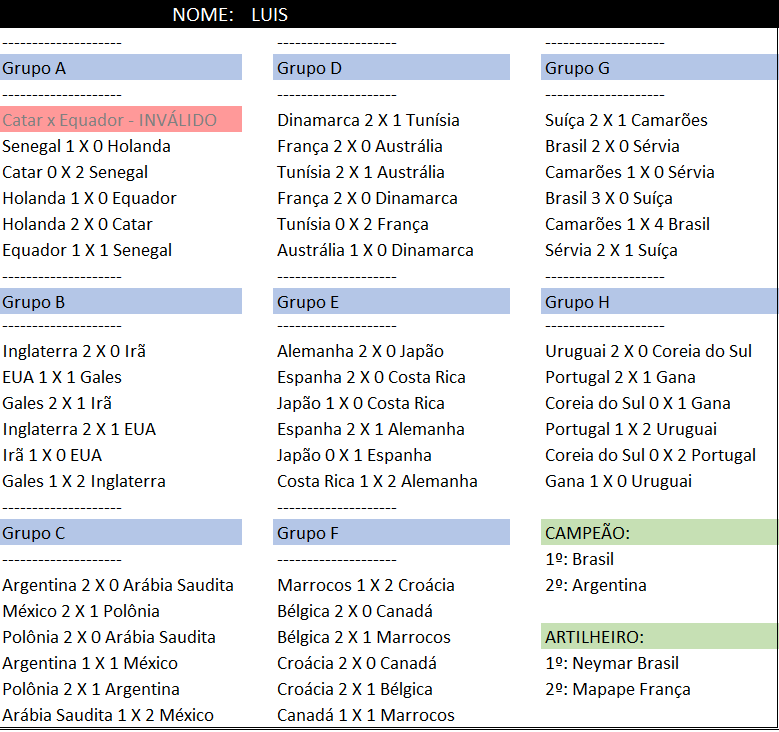 NOME: LUIS
--------------------
Grupo A
--------------------
Catar x Equador - INVÁLIDO
Senegal 1 X 0 Holanda
Catar 0 X 2 Senegal
Holanda 1 X 0 Equador
Holanda 2 X 0 Catar
Equador 1 X 1 Senegal
--------------------
Grupo B
--------------------
Inglaterra 2 X 0 Irã
EUA 1 X 1 Gales
Gales 2 X 1 Irã
Inglaterra 2 X 1 EUA
Irã 1 X 0 EUA
Gales 1 X 2 Inglaterra
--------------------
Grupo C
--------------------
Argentina 2 X 0 Arábia Saudita
México 2 X 1 Polônia
Polônia 2 X 0 Arábia Saudita
Argentina 1 X 1 México
Polônia 2 X 1 Argentina
Arábia Saudita 1 X 2 México
--------------------
Grupo D
--------------------
Dinamarca 2 X 1 Tunísia
França 2 X 0 Austrália
Tunísia 2 X 1 Austrália
França 2 X 0 Dinamarca
Tunísia 0 X 2 França
Austrália 1 X 0 Dinamarca
--------------------
Grupo E
--------------------
Alemanha 2 X 0 Japão
Espanha 2 X 0 Costa Rica
Japão 1 X 0 Costa Rica
Espanha 2 X 1 Alemanha
Japão 0 X 1 Espanha
Costa Rica 1 X 2 Alemanha
--------------------
Grupo F
--------------------
Marrocos 1 X 2 Croácia
Bélgica 2 X 0 Canadá
Bélgica 2 X 1 Marrocos
Croácia 2 X 0 Canadá
Croácia 2 X 1 Bélgica
Canadá 1 X 1 Marrocos
--------------------
Grupo G
--------------------
Suíça 2 X 1 Camarões
Brasil 2 X 0 Sérvia
Camarões 1 X 0 Sérvia
Brasil 3 X 0 Suíça
Camarões 1 X 4 Brasil
Sérvia 2 X 1 Suíça
--------------------
Grupo H
--------------------
Uruguai 2 X 0 Coreia do Sul
Portugal 2 X 1 Gana
Coreia do Sul 0 X 1 Gana
Portugal 1 X 2 Uruguai
Coreia do Sul 0 X 2 Portugal
Gana 1 X 0 Uruguai
CAMPEÃO:
1º: Brasil
2º: Argentina
ARTILHEIRO:
1º: Neymar Brasil
2º: Mapape França